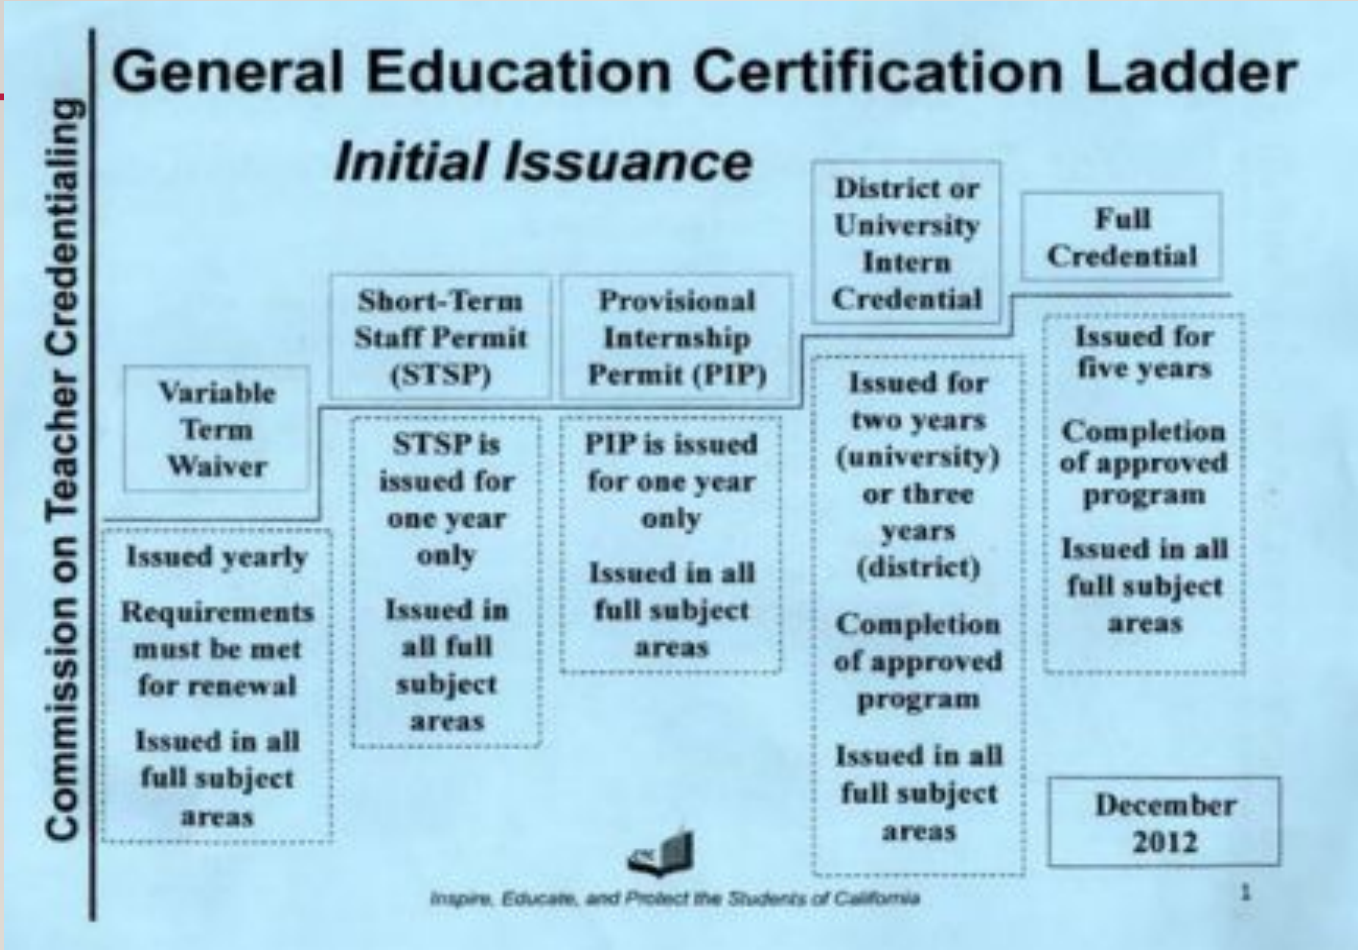 General Education Certification Ladder
Initial Issuance
Commission on Teacher Credentialing
Variable
Term
Waiver
Issued yearly
Requirements
must be met
for renewal
Issued in all
full subject
areas
Short-Term
Staff Permit
(STSP)
STSP is
issued for
one year
only
Issued in
all full
subject
areas
Provisional
Internship
Permit (PIP)
PIP is issued
for one year
only
Issued in all
full subject
areas
District or
University
Intern
Credential
Issued for
two years
(university)
or three
years
(district)
Completion
of approved
program
Issued in all
full subject
areas
Full
Credential
Issued for
five years
Completion
of approved
program
Issued in all
full subject
areas
December
2012
Inspire, Educate, and Protect the Students of California
1